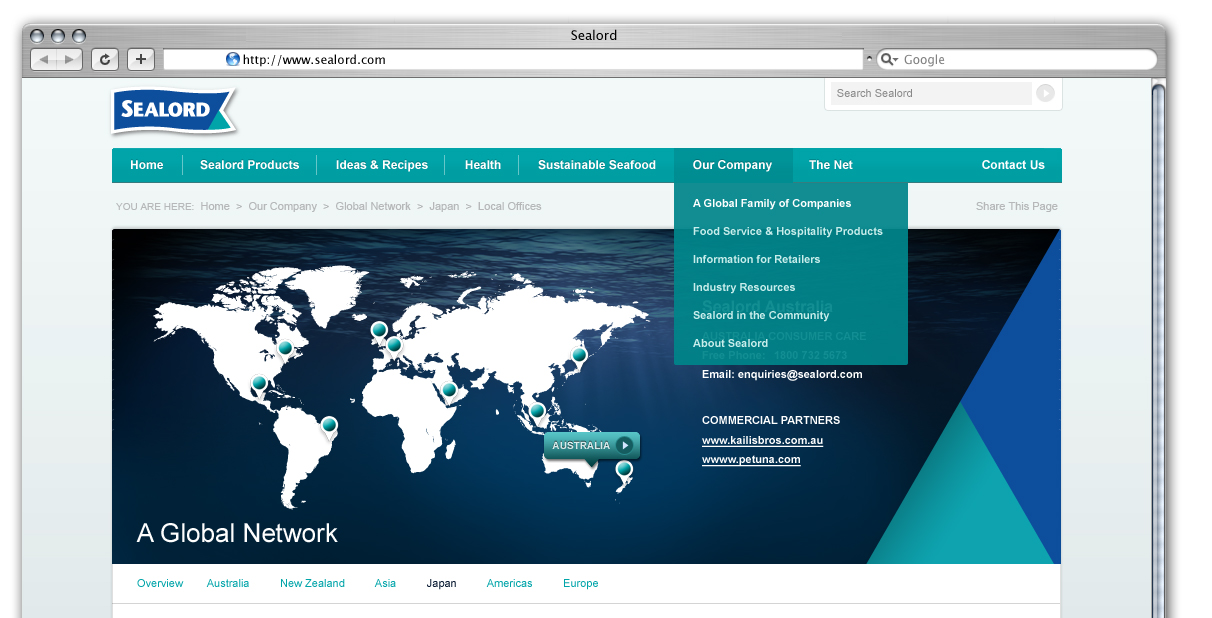 Sealord
http://www.sealord.com
Google
SEALORD
Search Sealord
Home
Sealord Products
Ideas & Recipes
Health
Sustainable Seafood
Our Company
The Net
Contact Us
YOU ARE HERE: Home > Our Company > Global Network > Japan > Local Offices
Share This Page
A Global Family of Companies
Food Service & Hospitality Products
Information for Retailers
Industry Resources
Sealord in the Community
About Sealord
Sealord Australia
AUSTRALIA CONSUMER CARE
Free Phone: 1800 732 5673
Email: enquiries@sealord.com
COMMERCIAL PARTNERS
www.kailisbros.com.au
wwww.petuna.com
AUSTRALIA
A Global Network
Overview
Australia
New Zealand
Asia
Japan
Americas
Europe